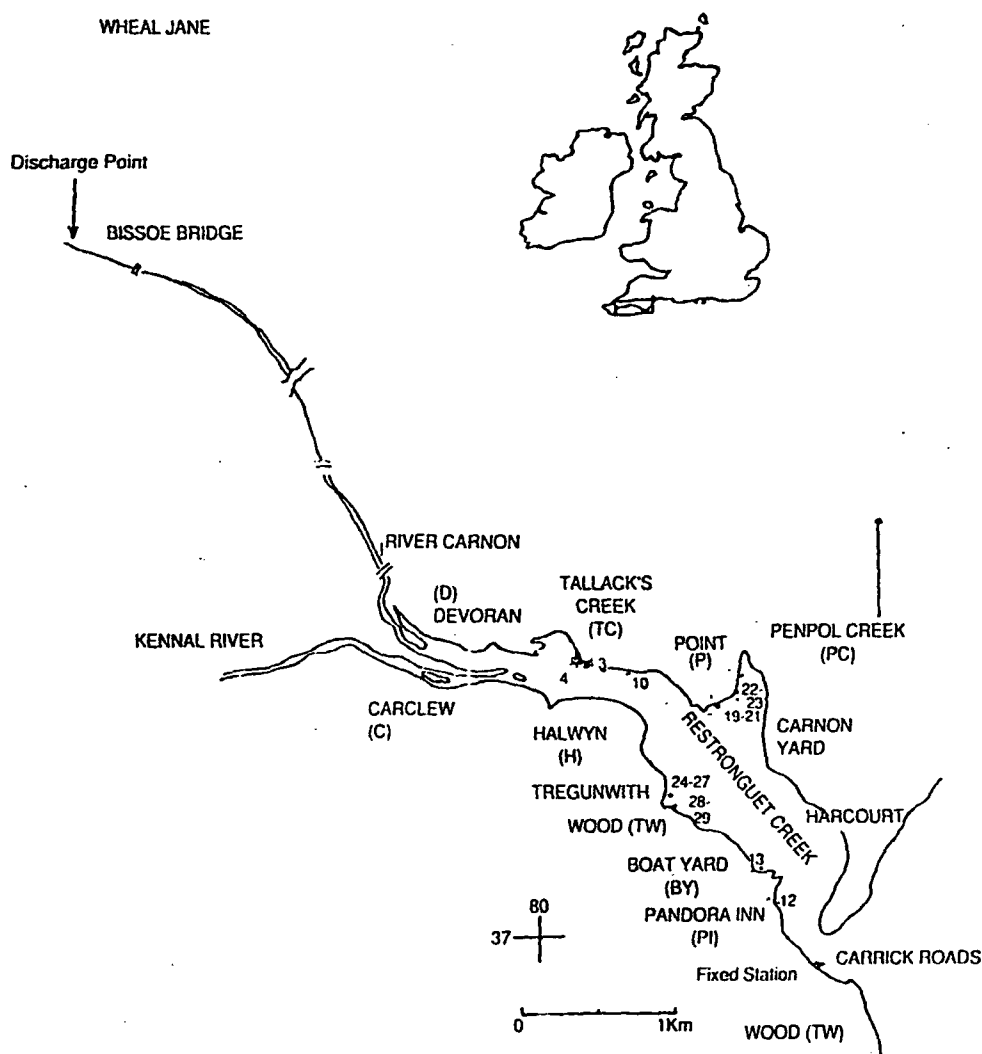 WHEAL JANE
Discharge Point
BISSOE BRIDGE
RIVER CARNON
(D)
DEVORAN
TALLACK'S
CREEK
(TC)
KENNAL RIVER
POINT
(P)
PENPOL CREEK
(PC)
4
3
10
22-
23
19-21
CARCLEW
(C)
HALWYN
(H)
CARNON
YARD
RESTRONGUET CREEK
TREGUNWITH
WOOD (TW)
24-27
28-
29
HARCOURT
BOAT YARD
(BY)
13
PANDORA INN
(PI)
12
80
37
CARRICK ROADS
Fixed Station
0
1Km
WOOD (TW)